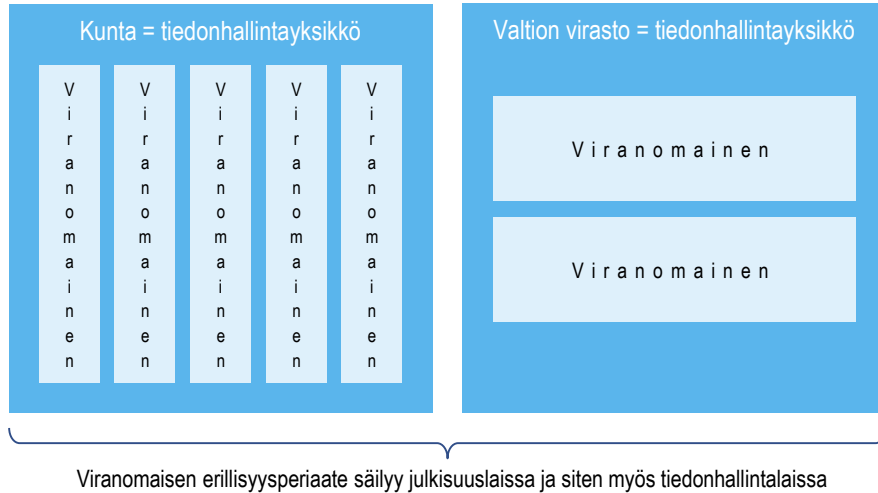 Kunta = tiedonhallintayksikkö
Viranomainen
Viranomainen
Viranomainen
Viranomainen
Viranomainen
Valtion virasto = tiedonhallintayksikkö
Viranomainen
Viranomainen
Viranomaisen erillisyysperiaate säilyy julkisuuslaissa ja siten myös tiedonhallintalaissa